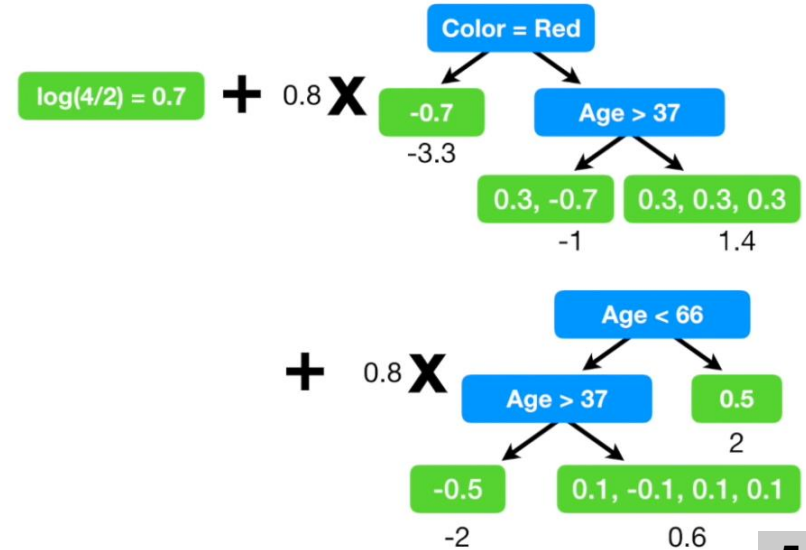 Color = Red
log(4/2) = 0.7 + 0.8 X -0.7 Age > 37
-3.3
0.3, -0.7 0.3, 0.3, 0.3
-1 1.4
Age < 66
+ 0.8 X Age > 37 0.5
2
-0.5 0.1, -0.1, 0.1, 0.1
-2 0.6